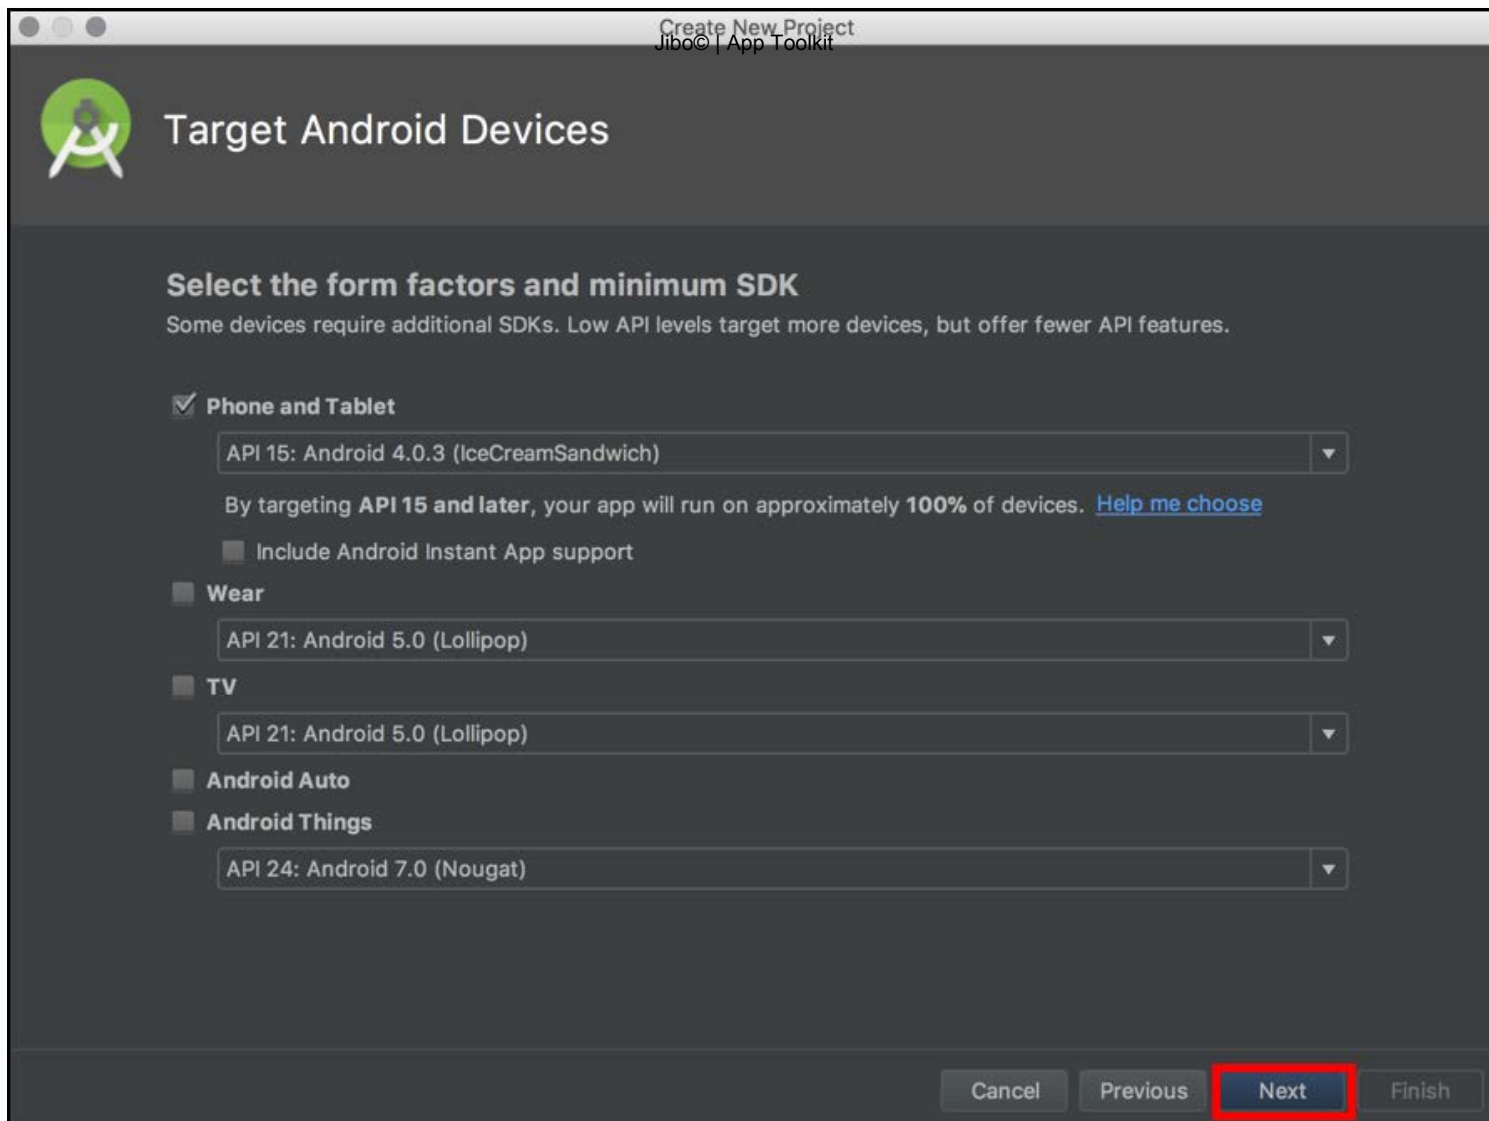 Create New Project
Jibo© | App Toolkit
Target Android Devices
Select the form factors and minimum SDK
Some devices require additional SDKs. Low API levels target more devices, but offer fewer API features.
Phone and Tablet
API 15: Android 4.0.3 (IceCreamSandwich)
By targeting API 15 and later, your app will run on approximately 100% of devices. Help me choose
Include Android Instant App support
Wear
API 21: Android 5.0 (Lollipop)
TV
API 21: Android 5.0 (Lollipop)
Android Auto
Android Things
API 24: Android 7.0 (Nougat)
Cancel Previous Next Finish